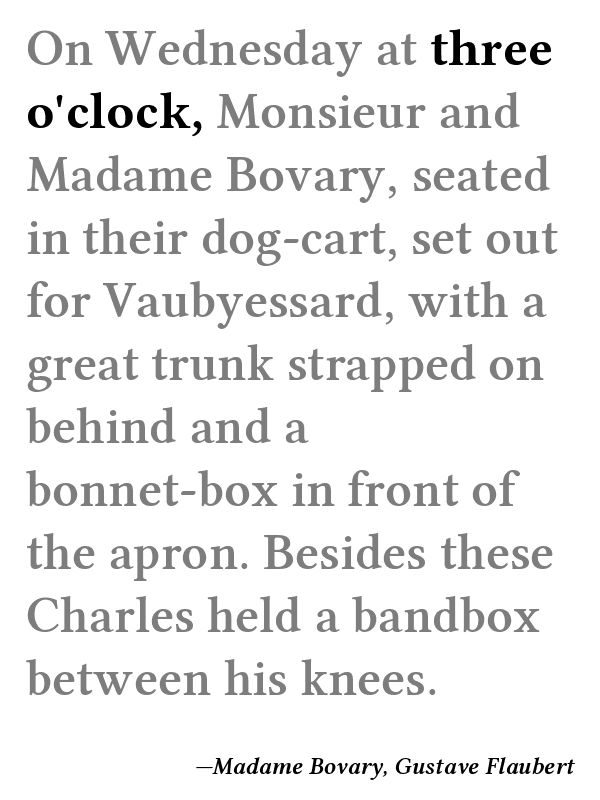 On Wednesday at three
o'clock, Monsieur and
Madame Bovary, seated
in their dog-cart, set out
for Vaubyessard, with a
great trunk strapped on
behind and a
bonnet-box in front of
the apron. Besides these
Charles held a bandbox
between his knees.
—Madame Bovary, Gustave Flaubert